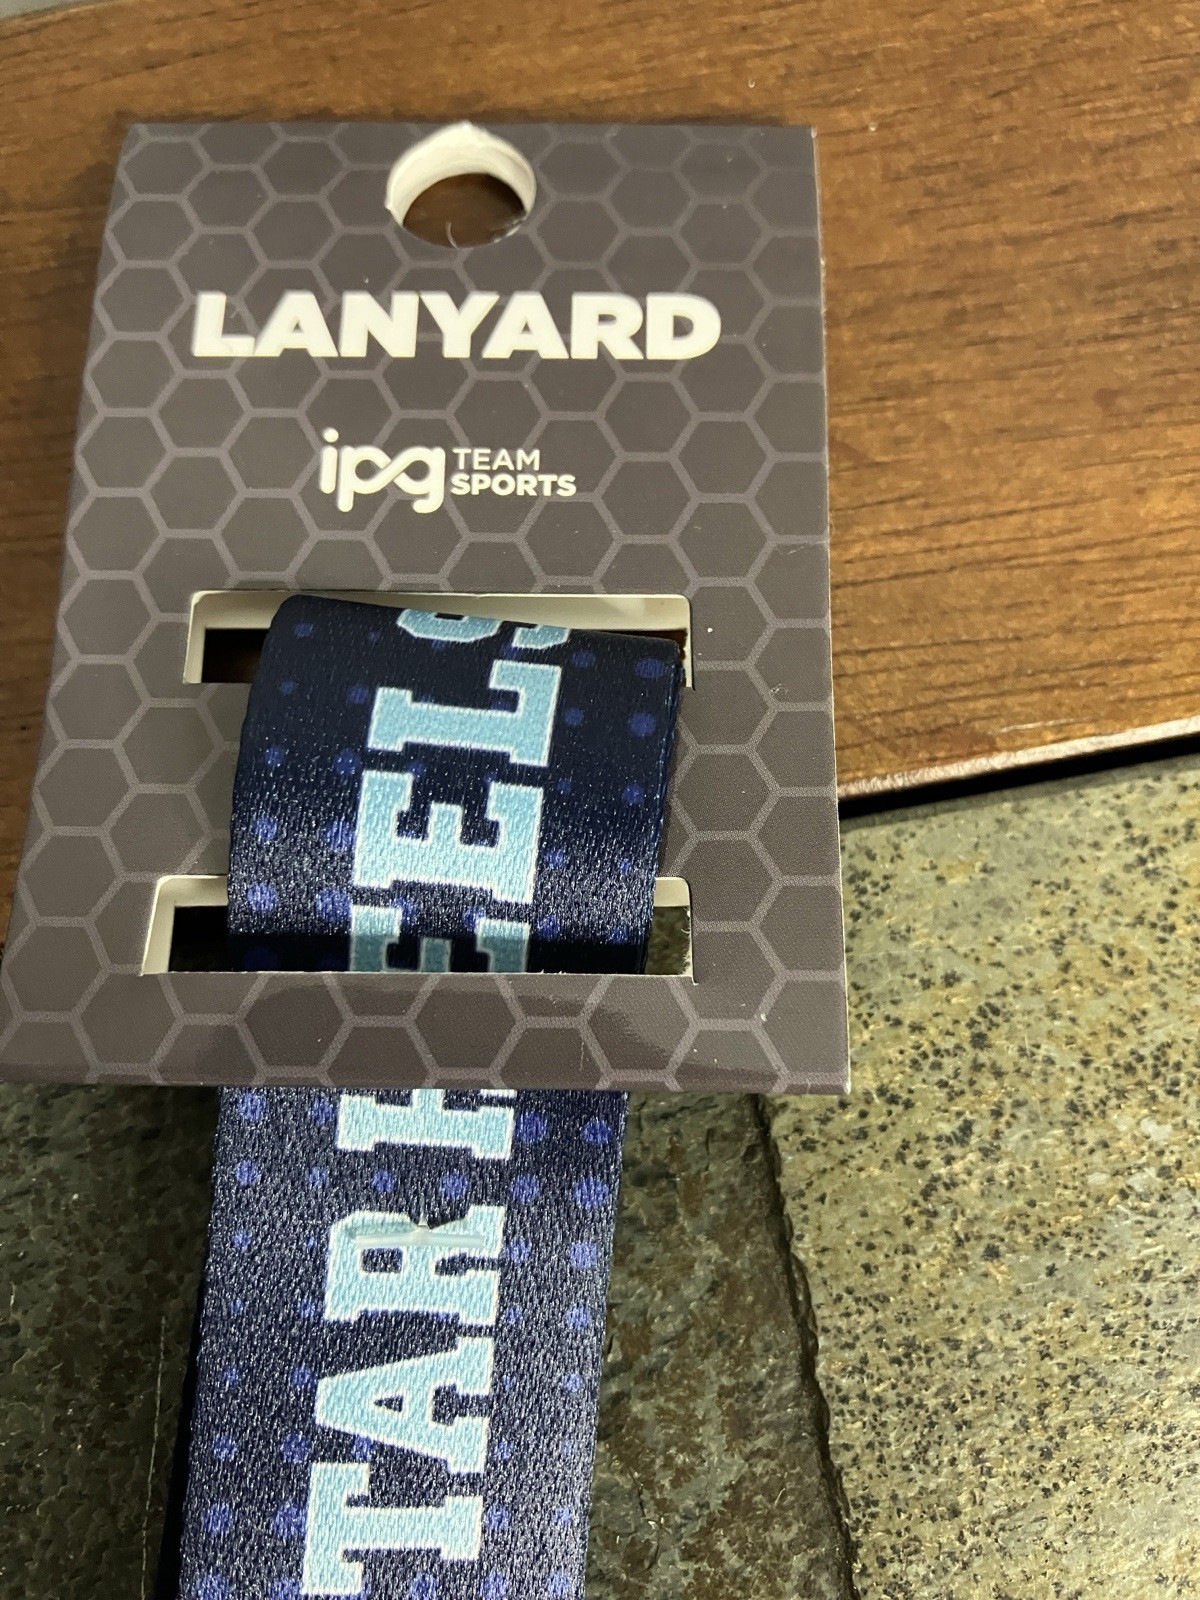 LANYARD
ipg TEAM
SPORTS
TAR HEELS